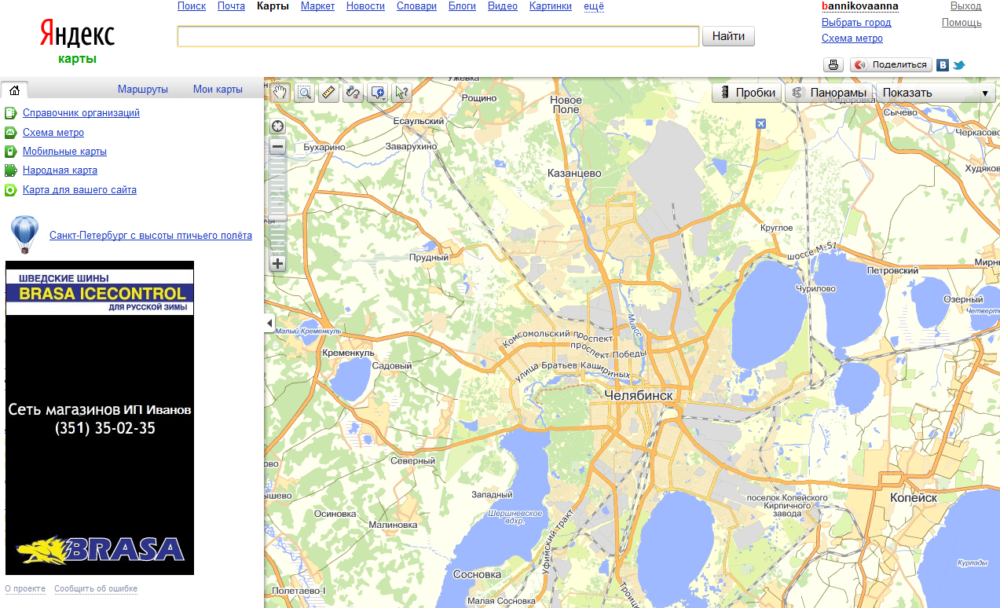 Поиск Почта Карты Маркет Новости Словари Блоги Видео Картинки ещё
bannikovaanna Выход
Выбрать город Помощь
Схема метро
Яндекс
карты
Найти
Поделиться
Маршруты Мои карты
Справочник организаций
Схема метро
Мобильные карты
Народная карта
Карта для вашего сайта
Санкт-Петербург с высоты птичьего полёта
ШВЕДСКИЕ ШИНЫ
BRASA ICECONTROL
ДЛЯ РУССКОЙ ЗИМЫ
Сеть магазинов ИП Иванов
(351) 35-02-35
BRASA
О проекте Сообщить об ошибке
Пробки
Панорамы
Показать
Ужевка
Рощино
Новое
Поле
Федоровка
Сычево
Есаульский
Черкасово
Бухарино
Заварухино
Казанцево
Круглое
шоссе М-51
Прудный
Петровский
Чурилово
Озерный
Миасс
Малый Кременкуль
Комсомольский проспект
проспект Победы
Кременкуль
Садовый
улица Братьев Кашириных
Челябинск
Северный
Западный
поселок Копейского
Кирпичного
завода
Копейск
Осиновка
Шершневское
вдхр.
Малиновка
Уфимский тракт
Курлады
Сосновка
Полетаево-I
Малая Сосновка